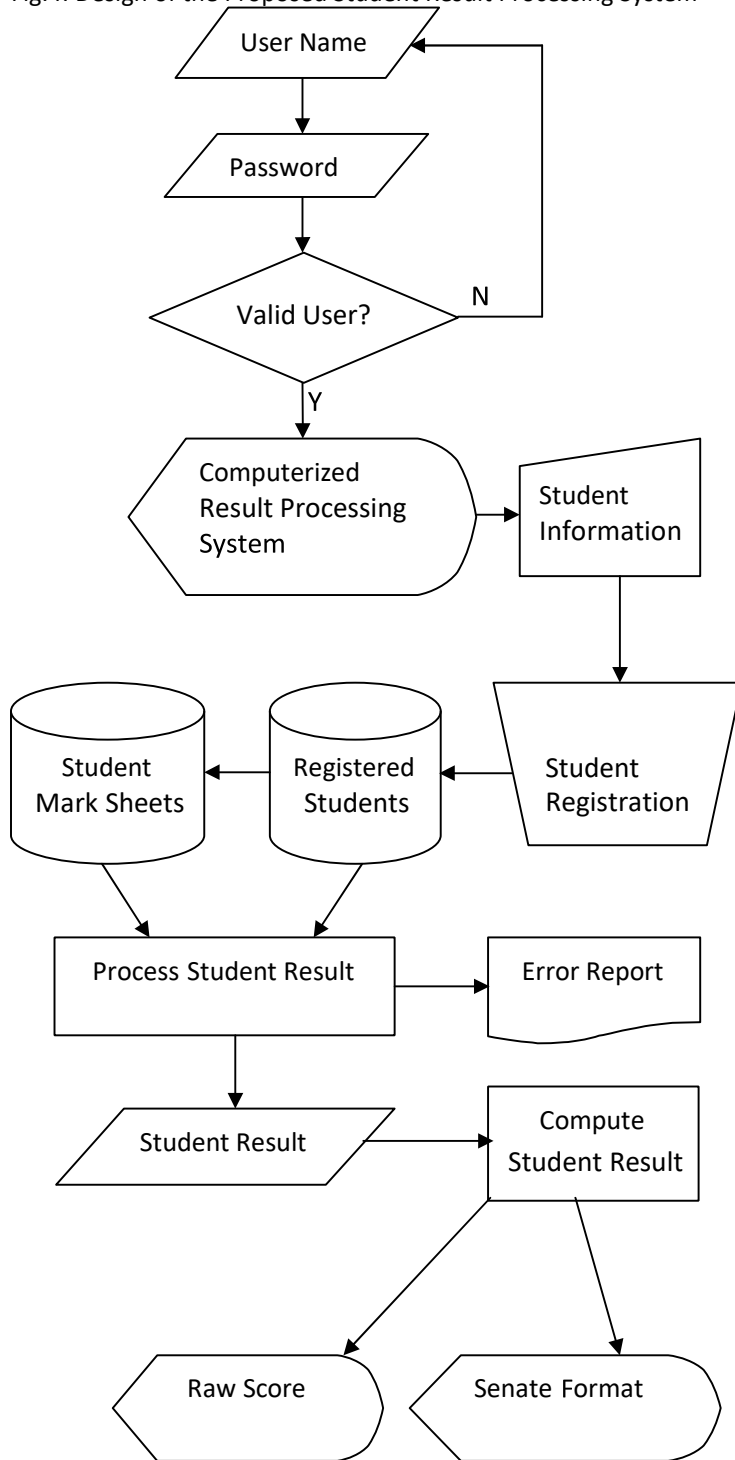 Design of the Proposed Student Result Processing System
User Name
Password
Valid User?
N
Y
Computerized
Result Processing
System
Student
Information
Student
Mark Sheets
Registered
Students
Student
Registration
Process Student Result
Error Report
Student Result
Compute
Student Result
Raw Score
Senate Format